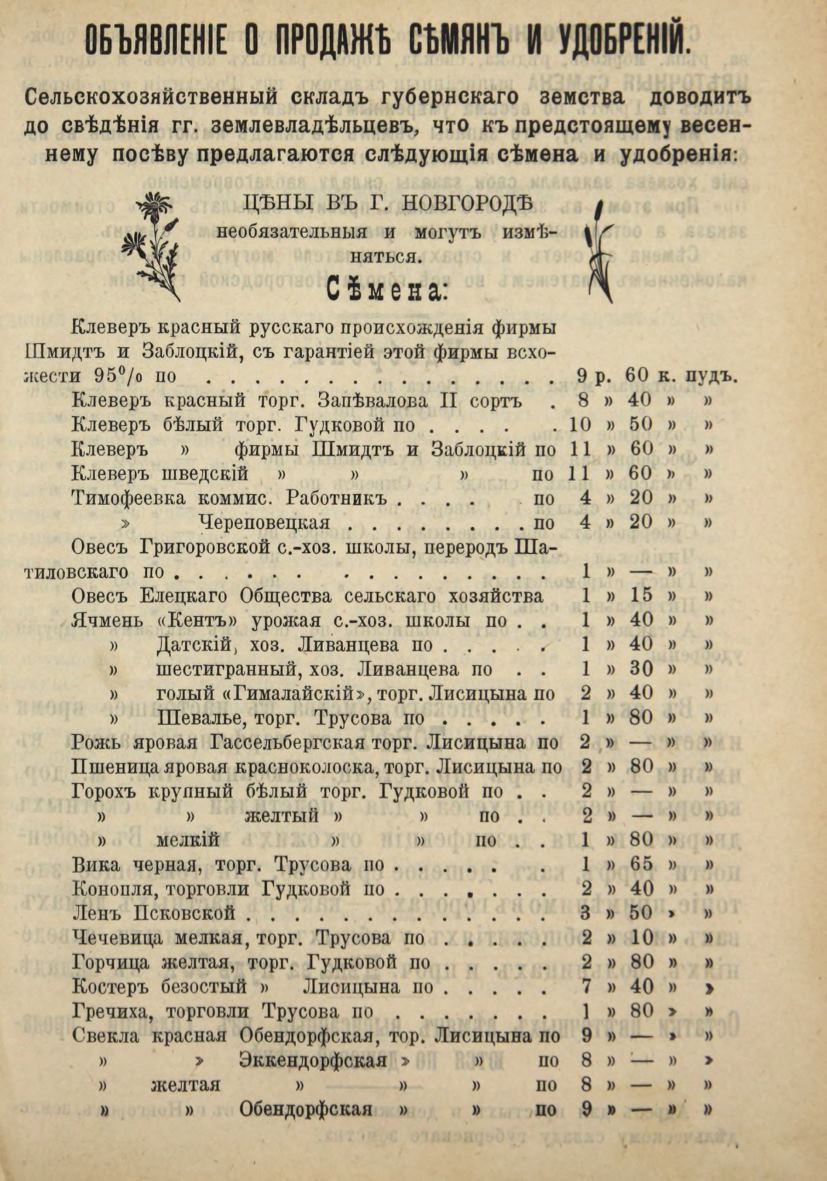 ОБЪЯВЛЕНІЕ О ПРОДАЖѢ СѢМЯНЪ И УДОБРЕНІЙ.
Сельскохозяйственный складъ губернскаго земства доводитъ
до свѣдѣнія гг. землевладѣльцевъ, что къ предстоящему весен-
нему посѣву предлагаются слѣдующія сѣмена и удобренія:
ЦѢНЫ ВЪ Г. НОВГОРОДѢ
необязательныя и могутъ измѣ-
няться.
Сѣмена:
Клеверъ красный русскаго происхожденія фирмы
Шмидтъ и Заблоцкій, съ гарантіей этой фирмы всхо-
жести 95% по . . . . . . . . . . . . . . . 9 р. 60 к. пудъ.
Клеверъ красный торг. Запѣвалова II сортъ . 8 » 40 » »
Клеверъ бѣлый торг. Гудковой по . . . . . 10 » 50 » »
Клеверъ » фирмы Шмидтъ и Заблоцкій по 11 » 60 » »
Клеверъ шведскій » » » по 11 » 60 » »
Тимофеевка коммис. Работникъ . . . . по 4 » 20 » »
» Череповецкая . . . . . . . . по 4 » 20 » »
Овесъ Григоровской с.-хоз. школы, переродъ Ша-
тиловскаго по . . . . . . . . . . . . . . . 1 » — » »
Овесъ Елецкаго Общества сельскаго хозяйства 1 » 15 » »
Ячмень «Кентъ» урожая с.-хоз. школы по . . 1 » 40 » »
» Датскій, хоз. Ливанцева по . . . . . 1 » 40 » »
» шестигранный, хоз. Ливанцева по . . 1 » 30 » »
» голый «Гималайскій», торг. Лисицына по 2 » 40 » »
» Шевалье, торг. Трусова по . . . . . 1 » 80 » »
Рожь яровая Гассельбергская торг. Лисицына по 2 » — » »
Пшеница яровая красноколоска, торг. Лисицына по 2 » 80 » »
Горохъ крупный бѣлый торг. Гудковой по . . 2 » — » »
» » желтый » » по . . 2 » — » »
» мелкій » » по . . 1 » 80 » »
Вика черная, торг. Трусова по . . . . . . 1 » 65 » »
Конопля, торговли Гудковой по . . . . . . . 2 » 40 » »
Ленъ Псковской . . . . . . . . . . . . . 3 » 50 » »
Чечевица мелкая, торг. Трусова по . . . . . 2 » 10 » »
Горчица желтая, торг. Гудковой по . . . . . 2 » 80 » »
Костеръ безостый » Лисицына по . . . . . 7 » 40 » »
Гречиха, торговли Трусова по . . . . . . . 1 » 80 » »
Свекла красная Обендорфская, тор. Лисицына по 9 » — » »
» » Эккендорфская » » по 8 » — » »
» желтая » » » по 8 » — » »
» » Обендорфская » » по 9 » — » »